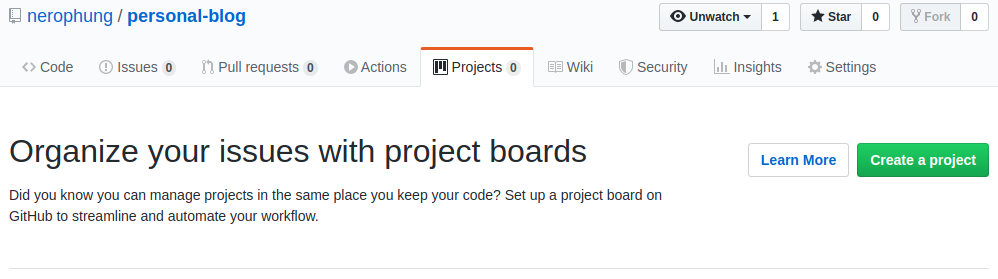 nerophung / personal-blog
Unwatch 1 Star 0 Fork 0
Code Issues 0 Pull requests 0 Actions Projects 0 Wiki Security Insights Settings
Organize your issues with project boards
Learn More Create a project
Did you know you can manage projects in the same place you keep your code? Set up a project board on
GitHub to streamline and automate your workflow.